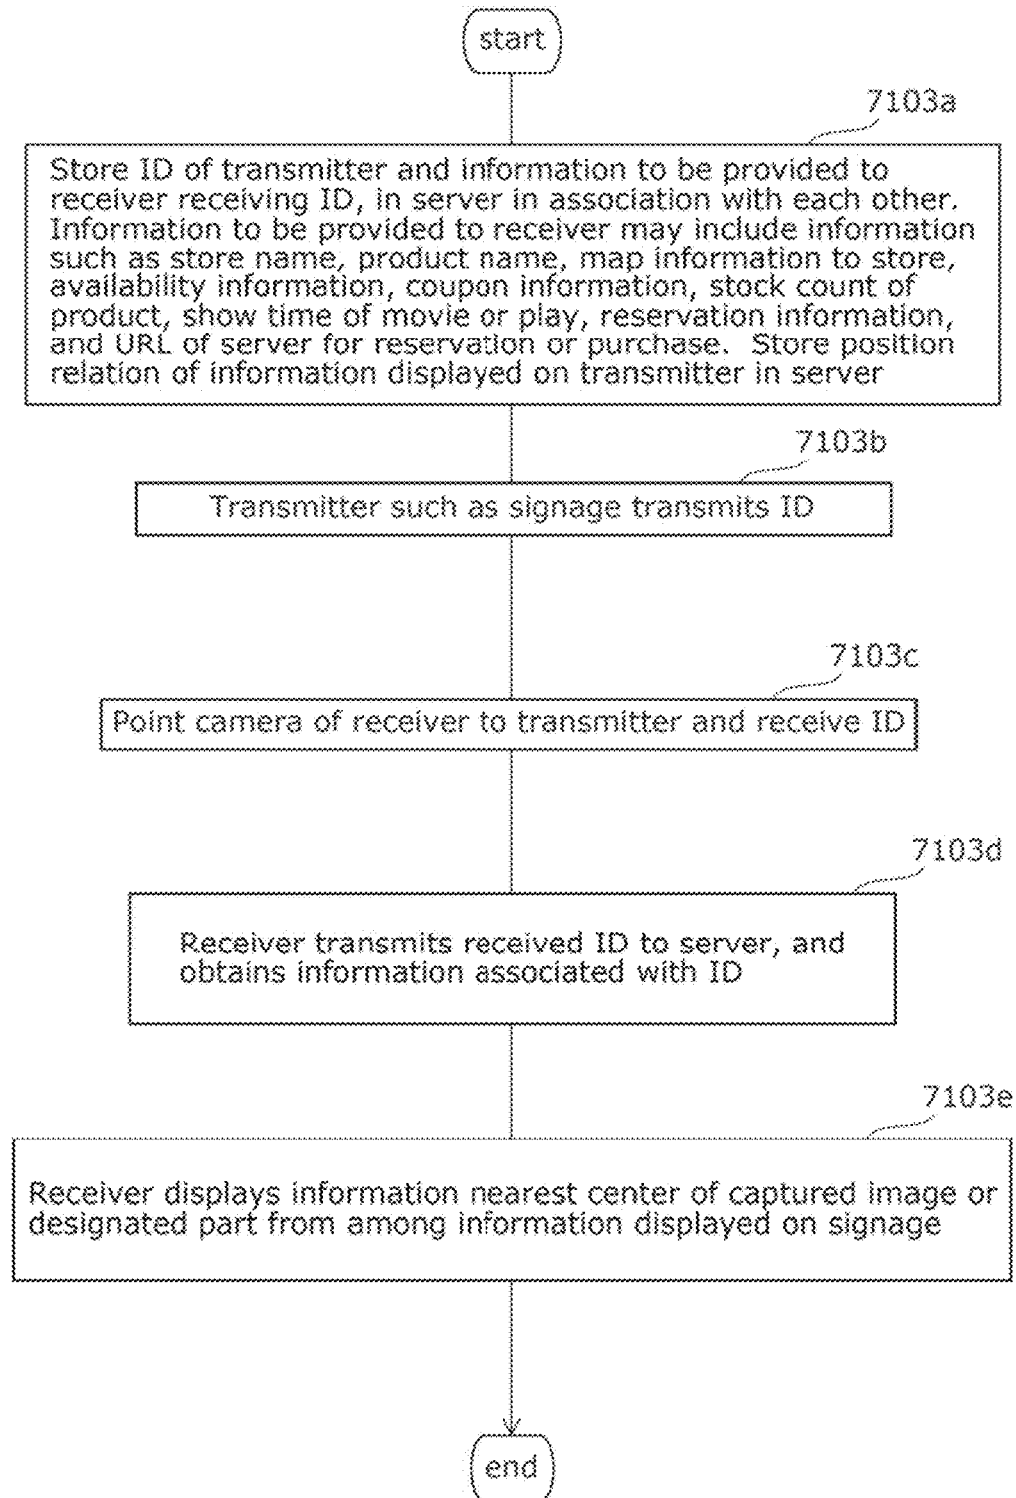 start
7103a
Store ID of transmitter and information to be provided to
receiver receiving ID, in server in association with each other.
Information to be provided to receiver may include information
such as store name, product name, map information to store,
availability information, coupon information, stock count of
product, show time of movie or play, reservation information,
and URL of server for reservation or purchase.  Store position
relation of information displayed on transmitter in server
7103b
Transmitter such as signage transmits ID
7103c
Point camera of receiver to transmitter and receive ID
7103d
Receiver transmits received ID to server, and
obtains information associated with ID
7103e
Receiver displays information nearest center of captured image or
designated part from among information displayed on signage
end